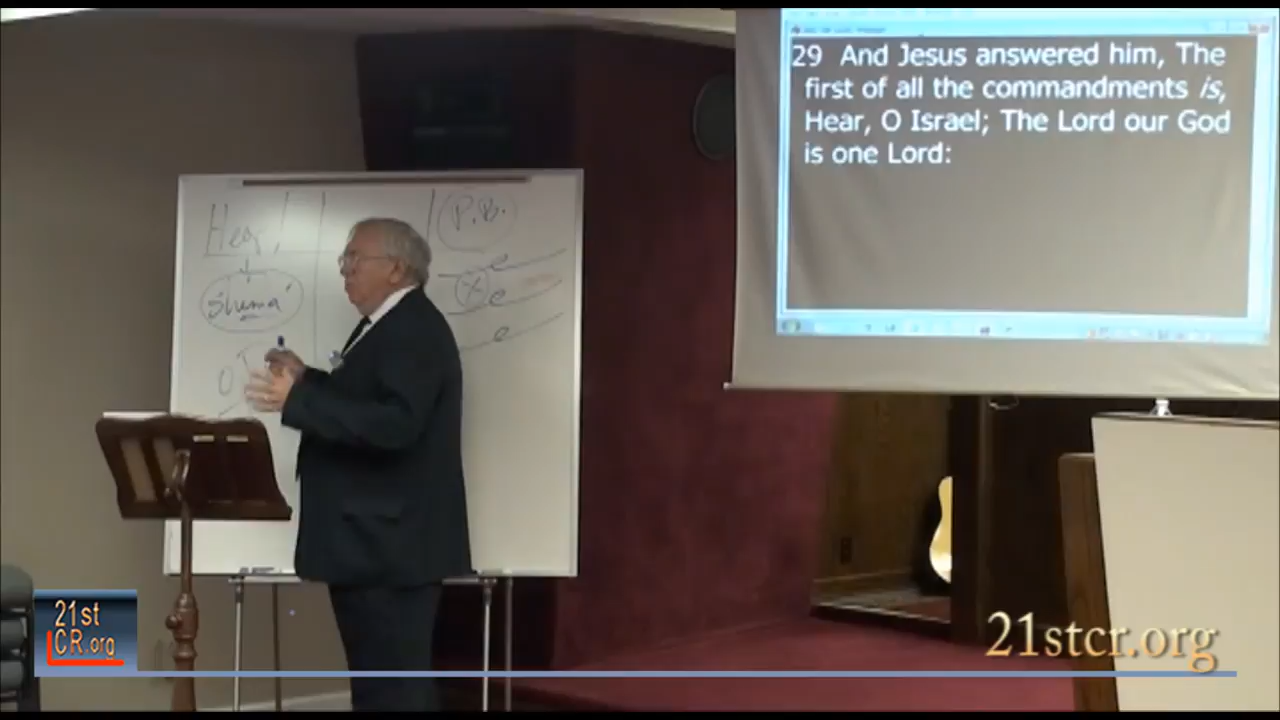 29 And Jesus answered him, The
first of all the commandments is,
Hear, O Israel; The Lord our God
is one Lord:
Hear!
"shema"
P.B.
X
21st
CR.org
21stcr.org